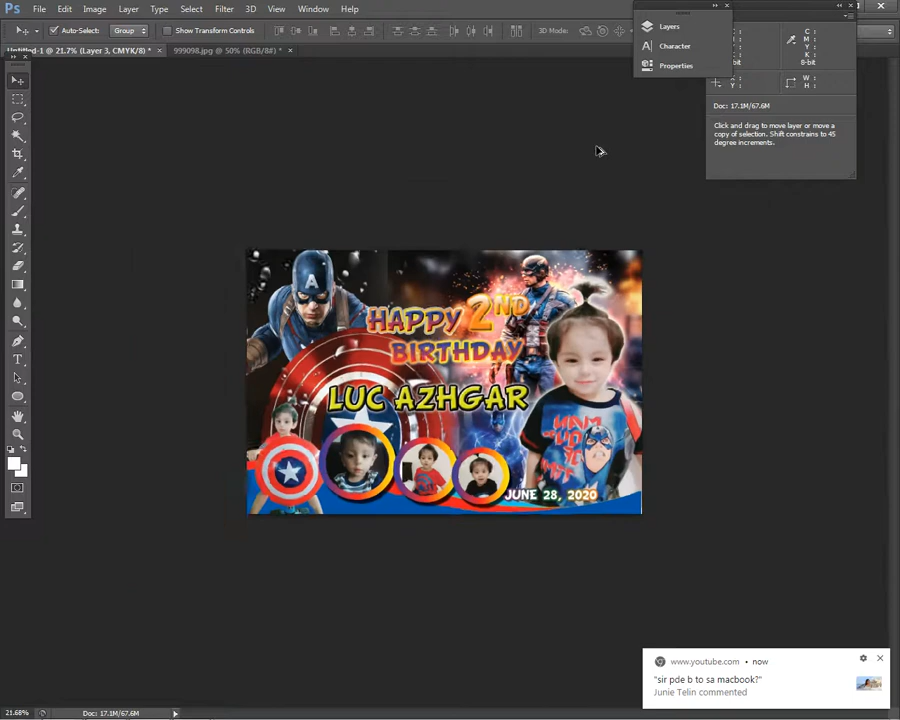 Ps File Edit Image Layer Type Select Filter 3D View Window Help
Auto-Select: Group Show Transform Controls 3D Mode:
Untitled-1 @ 21.7% (Layer 3, CMYK/8*) * × 999098.jpg @ 50% (RGB/8#) * ×
Layers
Character
Properties
C :
M :
Y :
K :
8-bit
X :
Y :
W :
H :
Doc: 17.1M/67.6M
Click and drag to move layer or move a
copy of selection. Shift constrains to 45
degree increments.
A
HAPPY 2ND
BIRTHDAY
LUC AZHGAR
JUNE 28, 2020
www.youtube.com • now
"sir pde b to sa macbook?"
Junie Telin commented
21.68% Doc: 17.1M/67.6M